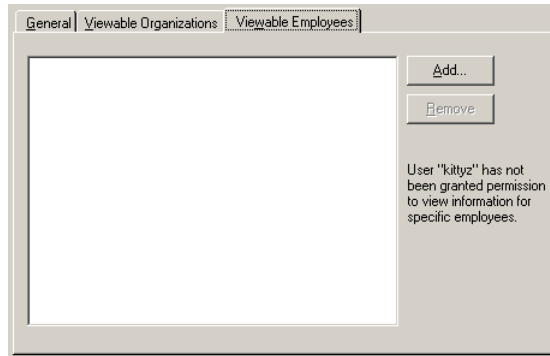 General Viewable Organizations Viewable Employees
Add...
Remove
User "kittyz" has not
been granted permission
to view information for
specific employees.